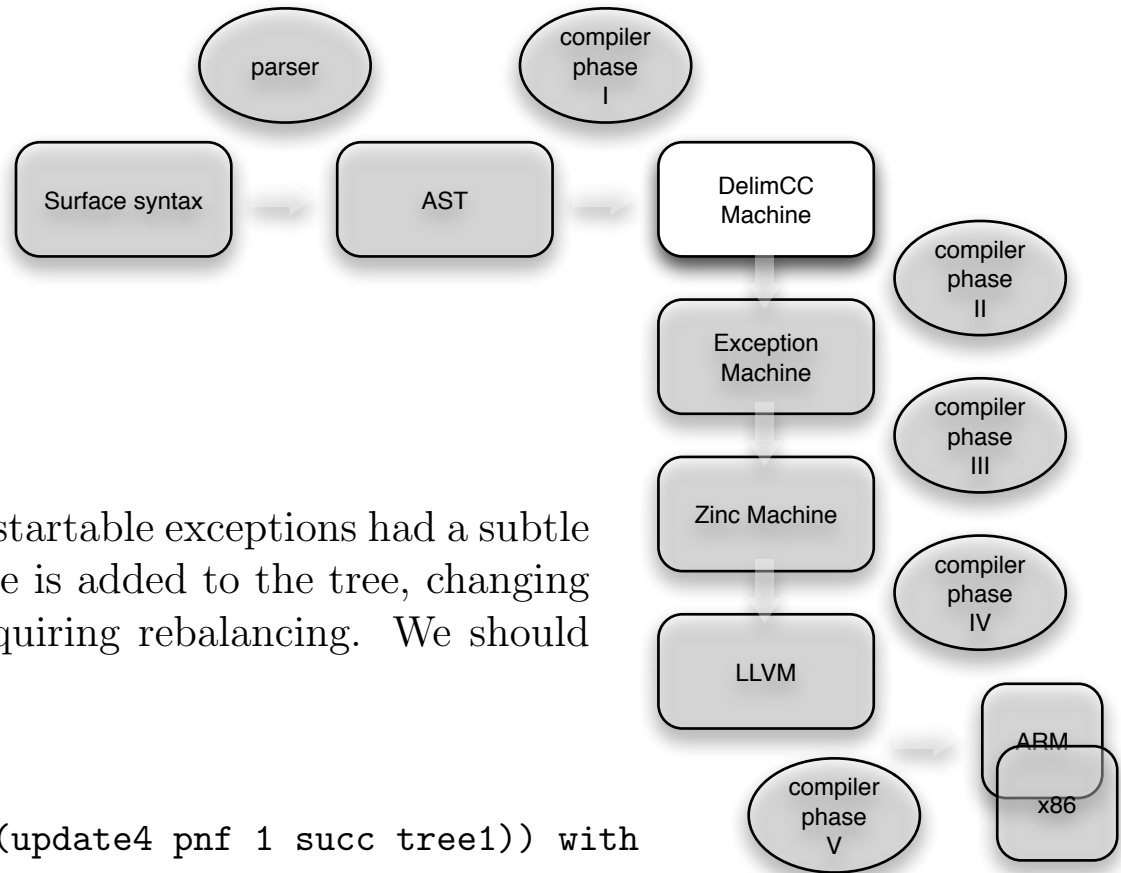 parser
compiler
phase
I
Surface syntax
AST
DelimCC
Machine
compiler
phase
II
Exception
Machine
compiler
phase
III
startable exceptions had a subtle
e is added to the tree, changing
quiring rebalancing. We should
Zinc Machine
compiler
phase
IV
LLVM
ARM
x86
compiler
phase
V
(update4 pnf 1 succ tree1)) with